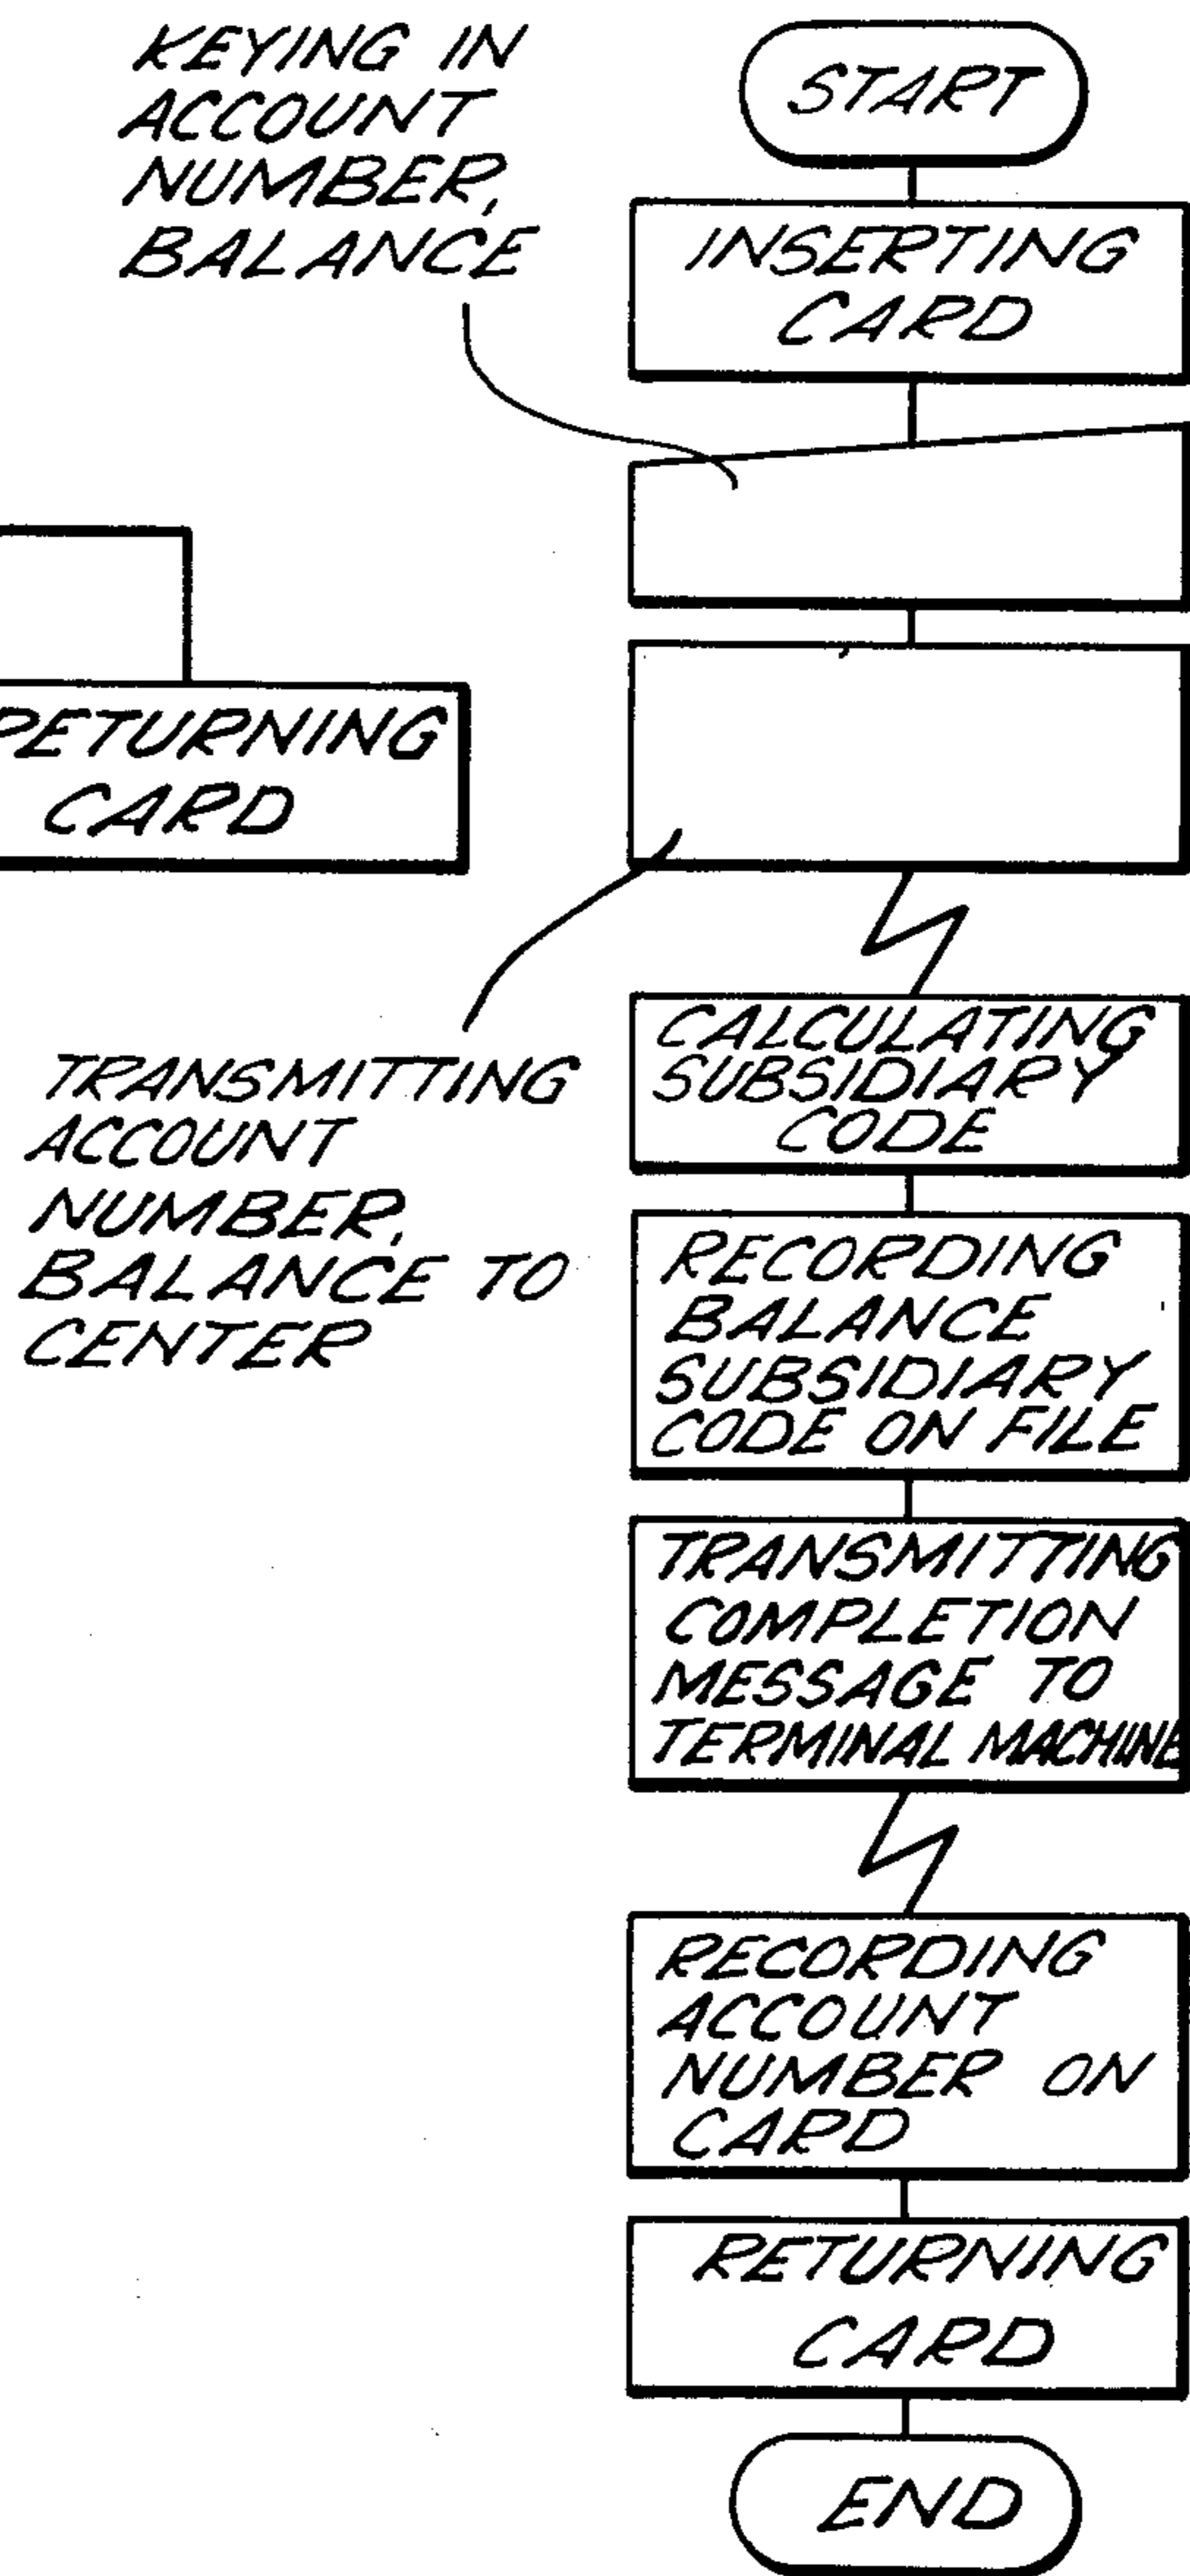 KEYING IN
ACCOUNT
NUMBER,
BALANCE
START
INSERTING
CARD
RETURNING
CARD
TRANSMITTING
ACCOUNT
NUMBER,
BALANCE TO
CENTER
CALCULATING
SUBSIDIARY
CODE
RECORDING
BALANCE
SUBSIDIARY
CODE ON FILE
TRANSMITTING
COMPLETION
MESSAGE TO
TERMINAL MACHINE
RECORDING
ACCOUNT
NUMBER ON
CARD
RETURNING
CARD
END